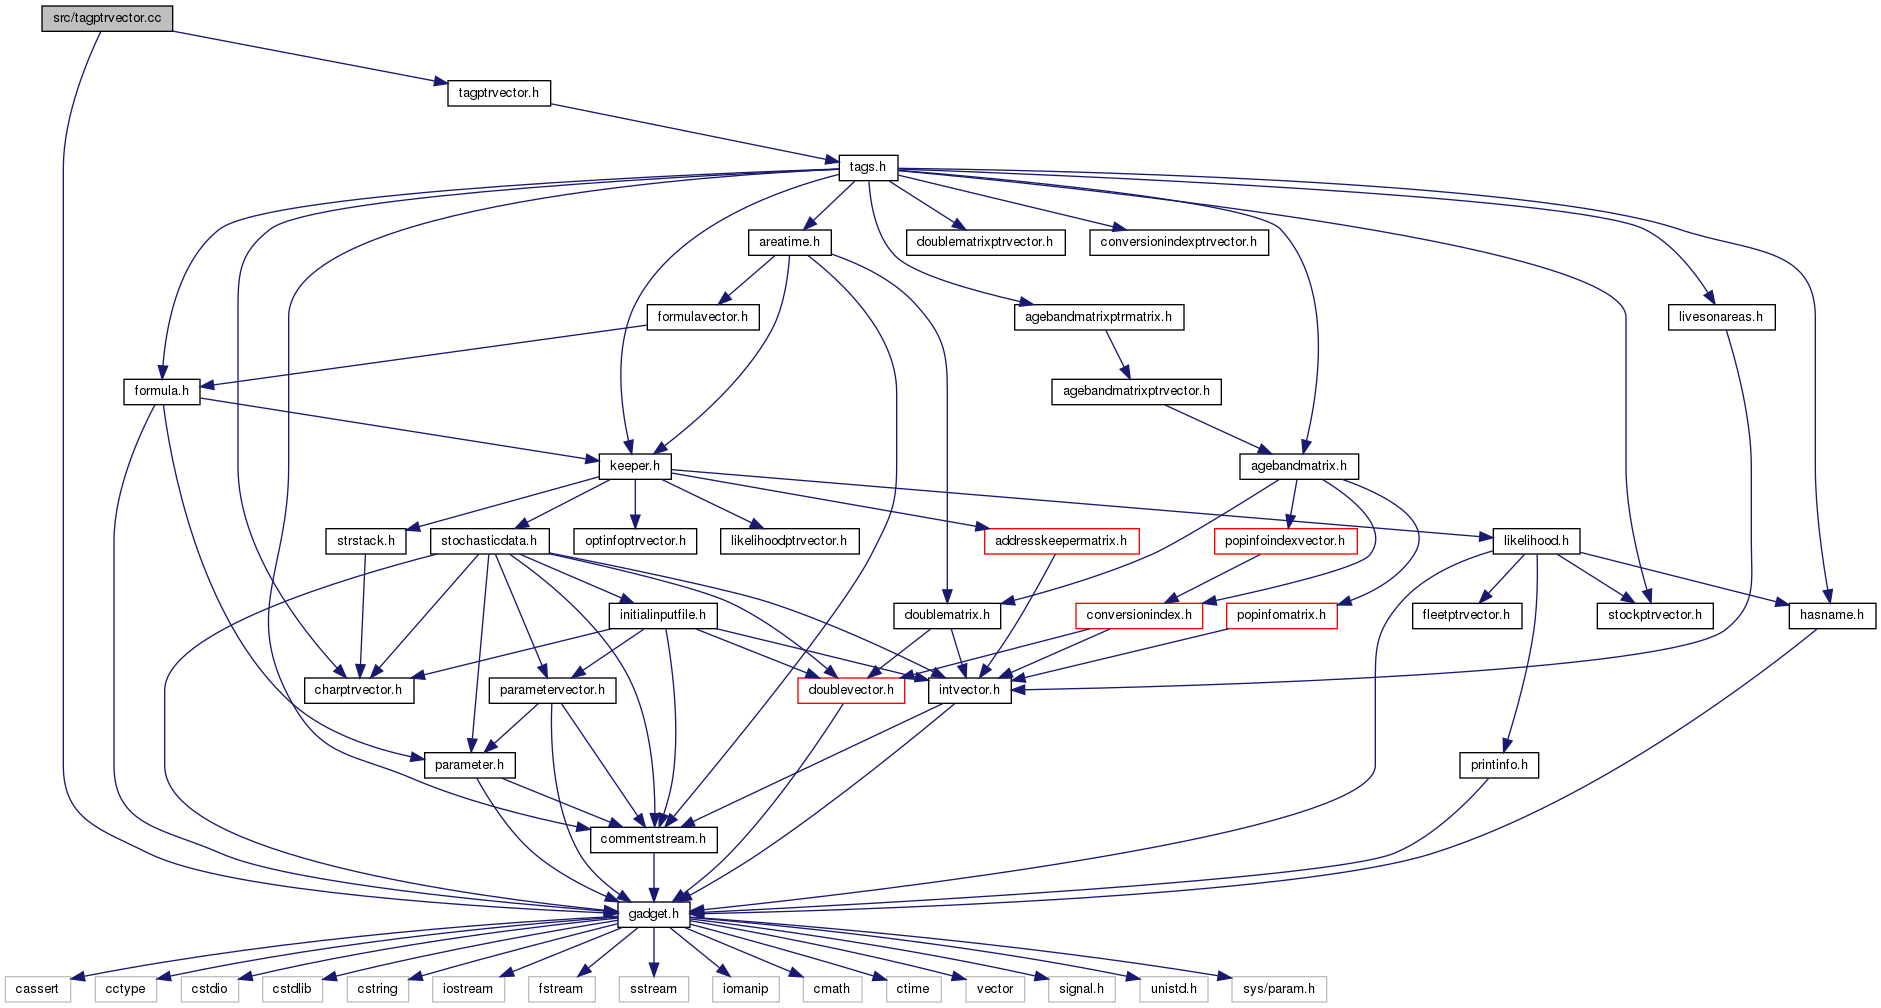 src/tagptrvector.cc
tagptrvector.h
tags.h
areatime.h
doublematrixptrvector.h
conversionindexptrvector.h
formulavector.h
agebandmatrixptrmatrix.h
livesonareas.h
formula.h
agebandmatrixptrvector.h
keeper.h
agebandmatrix.h
strstack.h
stochasticdata.h
optinfoptrvector.h
likelihoodptrvector.h
addresskeepermatrix.h
popinfoindexvector.h
likelihood.h
initialinputfile.h
doublematrix.h
conversionindex.h
popinfomatrix.h
fleetptrvector.h
stockptrvector.h
hasname.h
charptrvector.h
parametervector.h
doublevector.h
intvector.h
parameter.h
printinfo.h
commentstream.h
gadget.h
cassert
cctype
cstdio
cstdlib
cstring
iostream
fstream
sstream
iomanip
cmath
ctime
vector
signal.h
unistd.h
sys/param.h